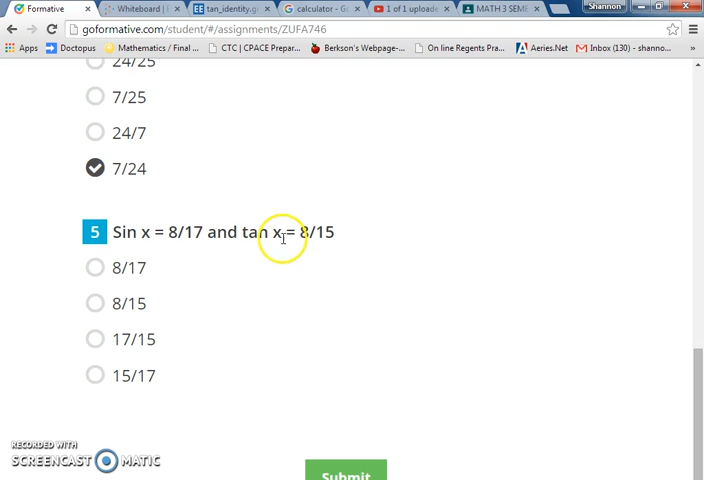 Formative
Whiteboard |
tan_identity.gi
calculator - Go
1 of 1 uploade
MATH 3 SEME
Shannon
goformative.com/student/#/assignments/ZUFA746
Apps
Doctopus
Mathematics / Final ...
CTC | CPACE Prepar...
Berkson's Webpage-...
On line Regents Pra...
Aeries.Net
Inbox (130) - shanno...
24/25
7/25
24/7
7/24
5 Sin x = 8/17 and tan x = 8/15
8/17
8/15
17/15
15/17
RECORDED WITH
SCREENCAST MATIC
Submit